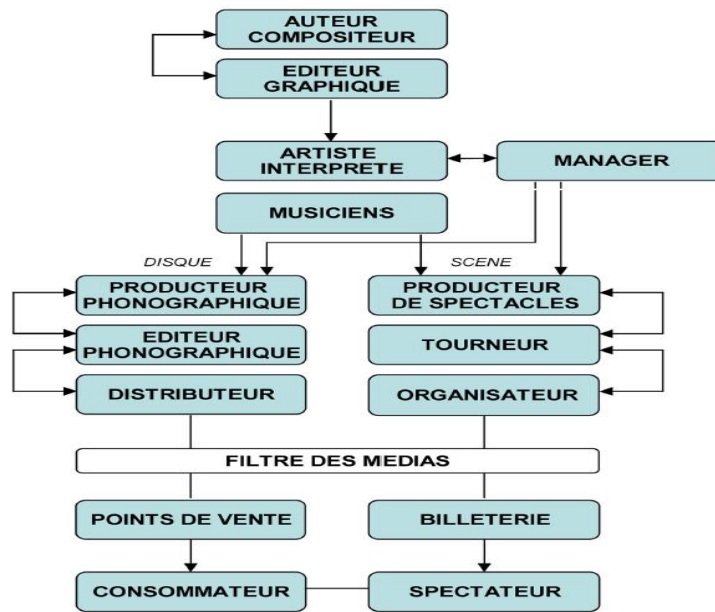 AUTEUR
COMPOSITEUR
EDITEUR
GRAPHIQUE
ARTISTE
INTERPRETE
MANAGER
MUSICIENS
DISQUE
SCENE
PRODUCTEUR
PHONOGRAPHIQUE
PRODUCTEUR
DE SPECTACLES
EDITEUR
PHONOGRAPHIQUE
TOURNEUR
DISTRIBUTEUR
ORGANISATEUR
FILTRE DES MEDIAS
POINTS DE VENTE
BILLETERIE
CONSOMMATEUR
SPECTATEUR